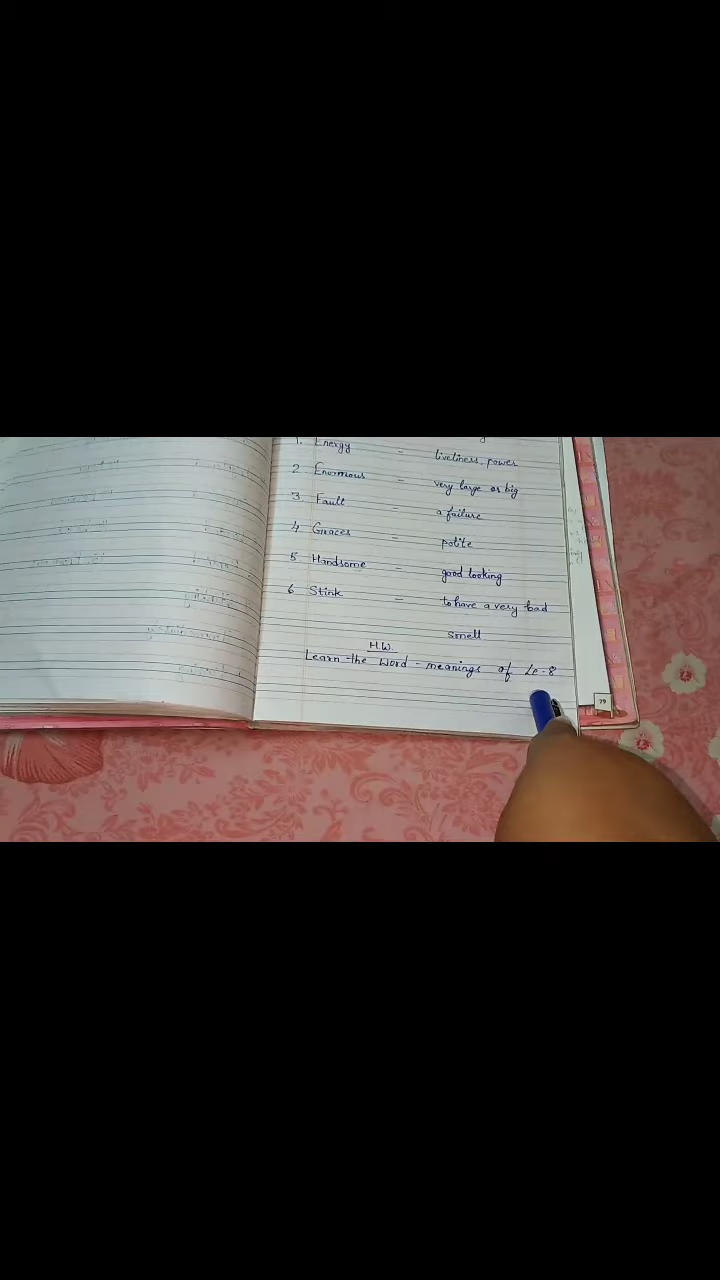 1. Energy - liveliness, power
2 Enormous - very large or big
3 Fault - a failure
4 Graces polite
5 Handsome - good looking
6 Stink - to have a very bad
smell
H.W.
Learn the Word-meanings of Le-8
79